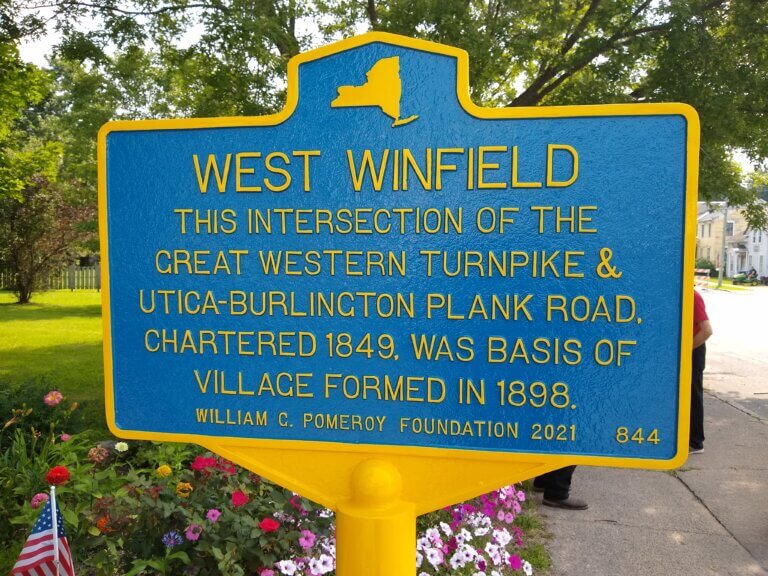 WEST WINFIELD
THIS INTERSECTION OF THE
GREAT WESTERN TURNPIKE &
UTICA-BURLINGTON PLANK ROAD,
CHARTERED 1849, WAS BASIS OF
VILLAGE FORMED IN 1898.
WILLIAM G. POMEROY FOUNDATION 2021 844